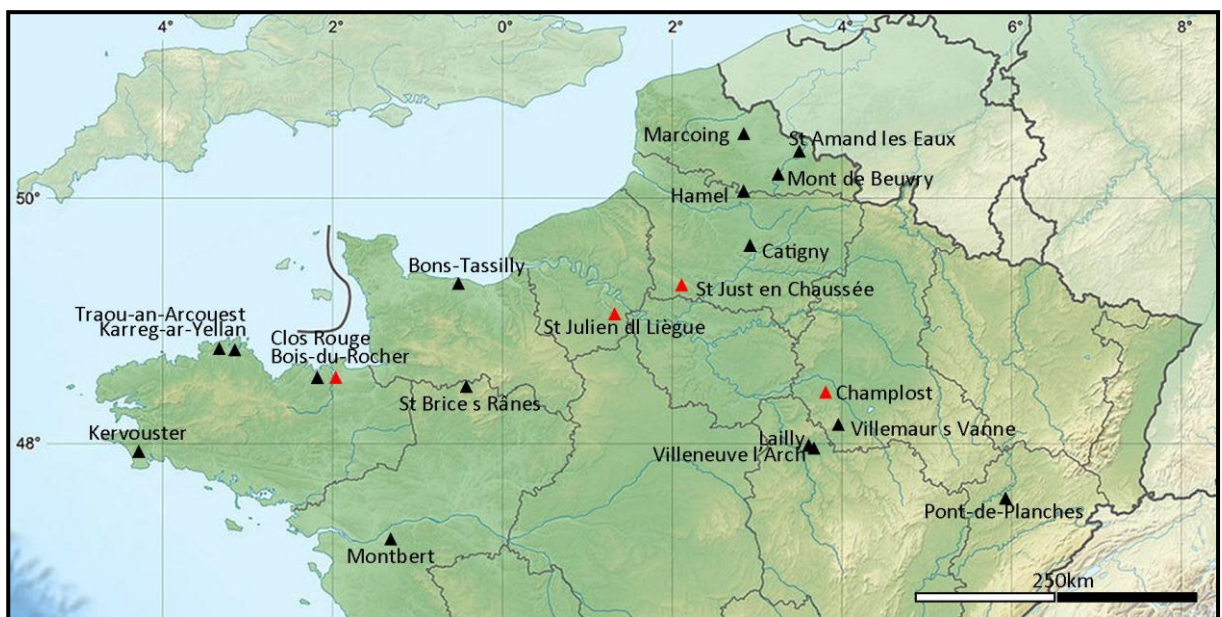 4° 2° 0° 2° 4° 6° 8°
Marcoing
St Amand les Eaux
Mont de Beuvry
50°
Hamel
Catigny
Bons-Tassilly
St Just en Chaussée
Traou-an-Arcouest
Karreg-ar-Yellan
St Julien dl Liègue
Clos Rouge
Bois-du-Rocher
St Brice s Rânes
Champlost
Kervouster
Villemaur s Vanne
48°
Lailly
Villeneuve l'Arch
Pont-de-Planches
Montbert
250km